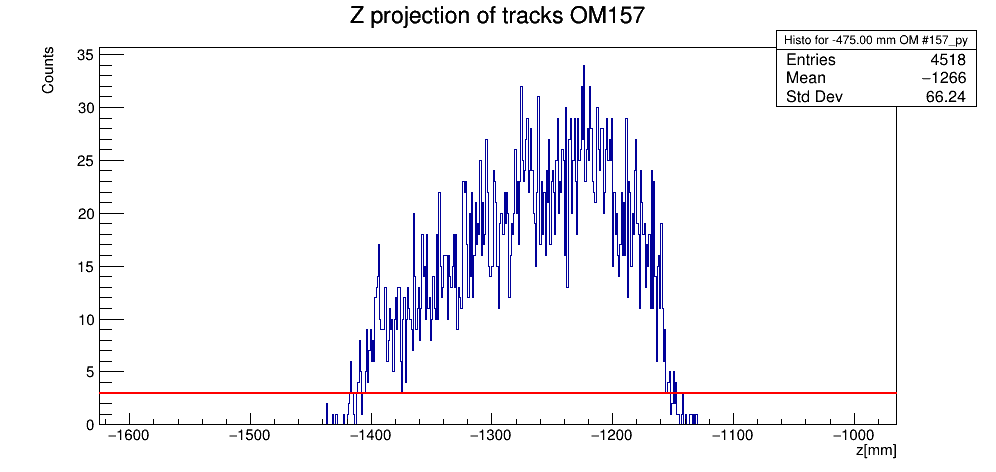 Z projection of tracks OM157
Histo for -475.00 mm OM #157_py
Entries 4518
Mean −1266
Std Dev 66.24
Counts
35
30
25
20
15
10
5
0
−1600 −1500 −1400 −1300 −1200 −1100 −1000
z[mm]